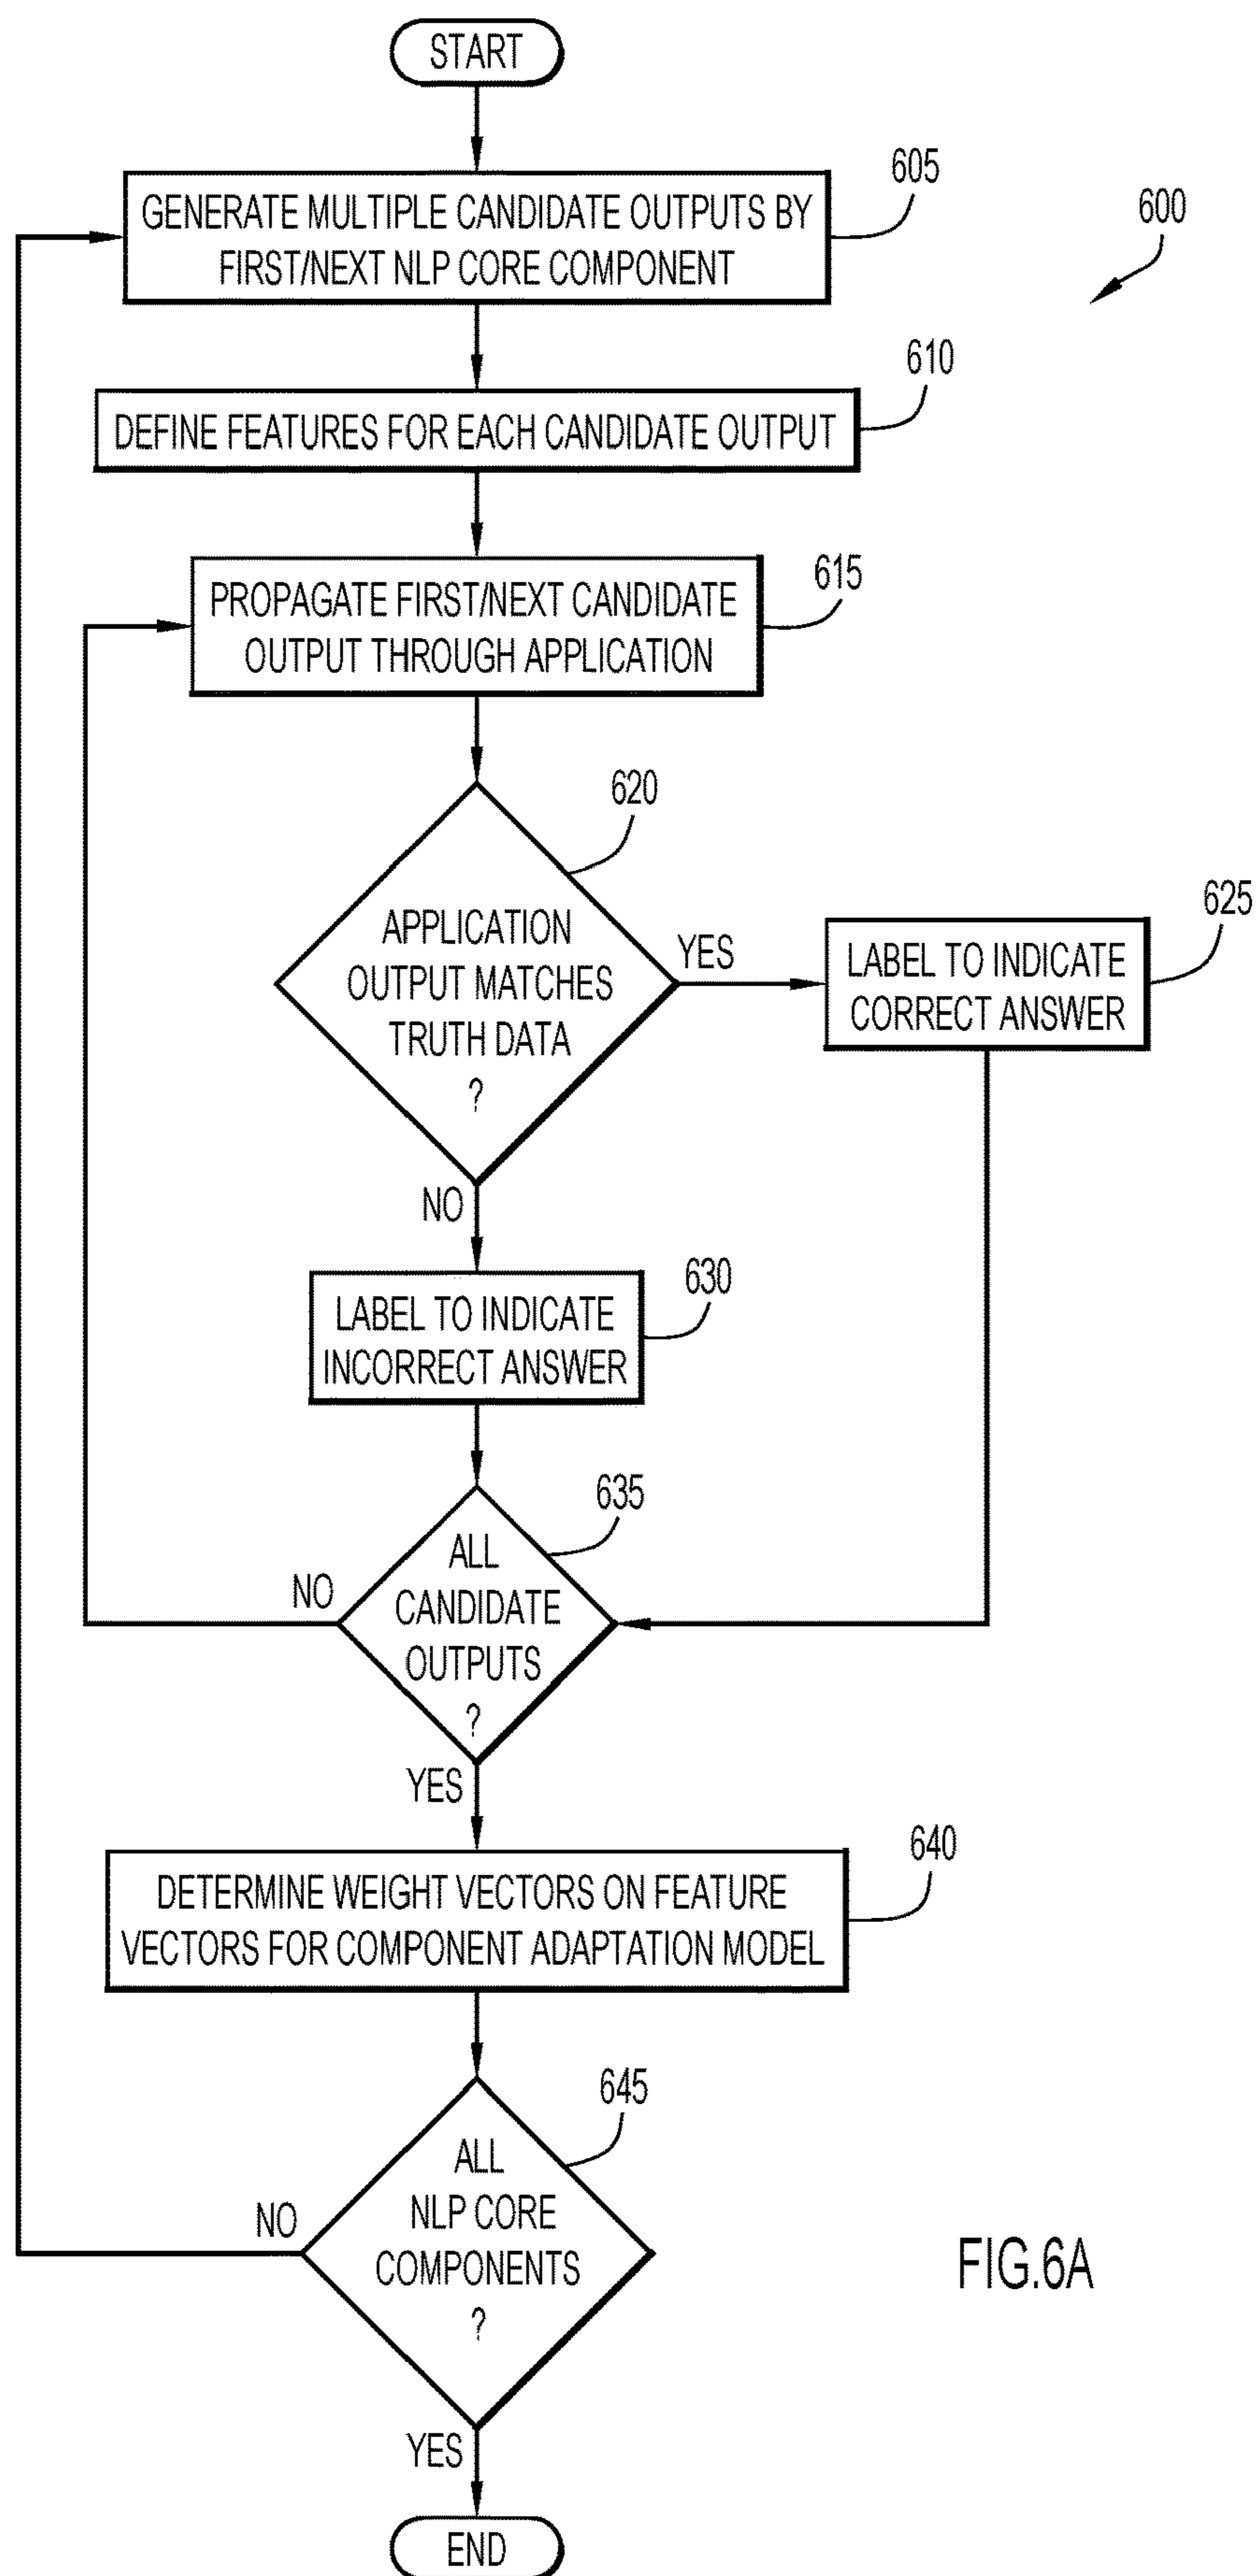 START
605
GENERATE MULTIPLE CANDIDATE OUTPUTS BY
FIRST/NEXT NLP CORE COMPONENT
600
610
DEFINE FEATURES FOR EACH CANDIDATE OUTPUT
615
PROPAGATE FIRST/NEXT CANDIDATE
OUTPUT THROUGH APPLICATION
620
APPLICATION
OUTPUT MATCHES
TRUTH DATA
?
YES
625
LABEL TO INDICATE
CORRECT ANSWER
NO
630
LABEL TO INDICATE
INCORRECT ANSWER
635
ALL
CANDIDATE
OUTPUTS
?
NO
YES
640
DETERMINE WEIGHT VECTORS ON FEATURE
VECTORS FOR COMPONENT ADAPTATION MODEL
645
ALL
NLP CORE
COMPONENTS
?
NO
YES
END
FIG.6A